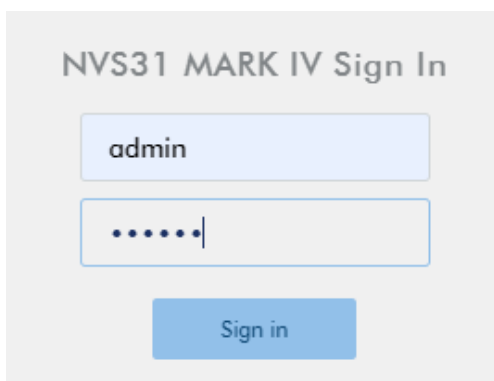 NVS31 MARK IV Sign In
admin
••••••
Sign in